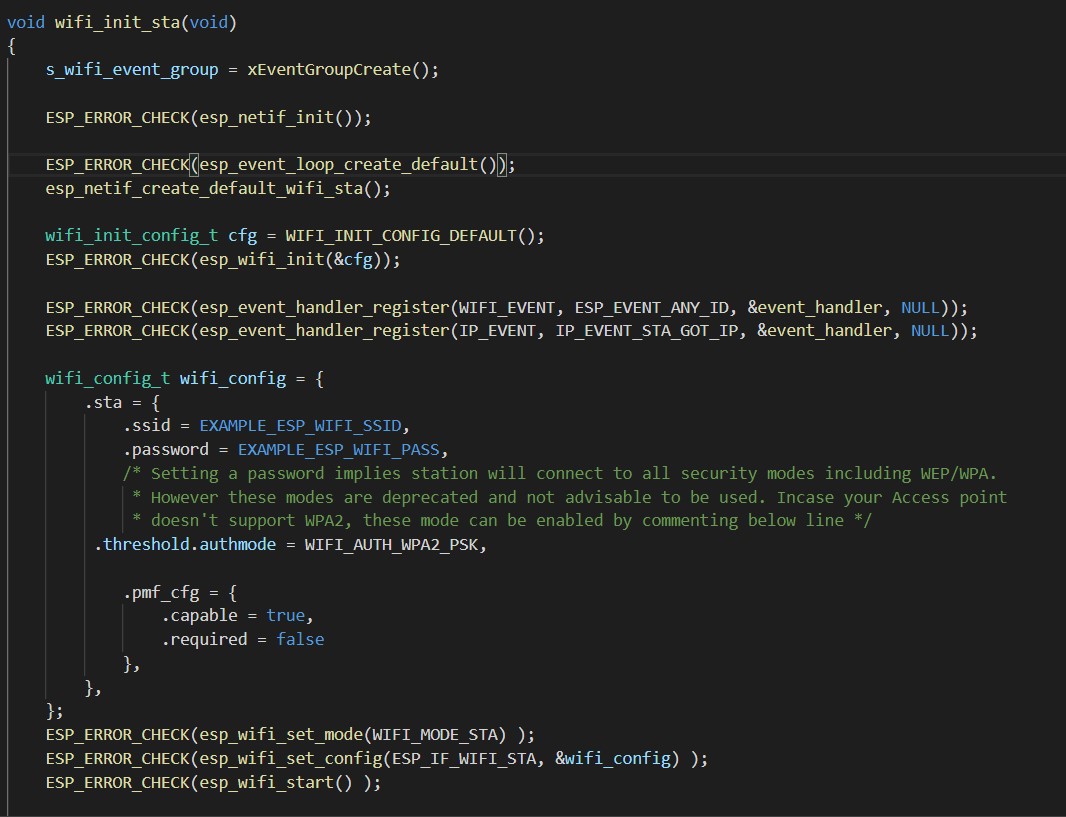 void wifi_init_sta(void)
{
    s_wifi_event_group = xEventGroupCreate();

    ESP_ERROR_CHECK(esp_netif_init());

    ESP_ERROR_CHECK(esp_event_loop_create_default());
    esp_netif_create_default_wifi_sta();

    wifi_init_config_t cfg = WIFI_INIT_CONFIG_DEFAULT();
    ESP_ERROR_CHECK(esp_wifi_init(&cfg));

    ESP_ERROR_CHECK(esp_event_handler_register(WIFI_EVENT, ESP_EVENT_ANY_ID, &event_handler, NULL));
    ESP_ERROR_CHECK(esp_event_handler_register(IP_EVENT, IP_EVENT_STA_GOT_IP, &event_handler, NULL));

    wifi_config_t wifi_config = {
        .sta = {
            .ssid = EXAMPLE_ESP_WIFI_SSID,
            .password = EXAMPLE_ESP_WIFI_PASS,
            /* Setting a password implies station will connect to all security modes including WEP/WPA.
             * However these modes are deprecated and not advisable to be used. Incase your Access point
             * doesn't support WPA2, these mode can be enabled by commenting below line */
         .threshold.authmode = WIFI_AUTH_WPA2_PSK,

            .pmf_cfg = {
                .capable = true,
                .required = false
            },
        },
    };
    ESP_ERROR_CHECK(esp_wifi_set_mode(WIFI_MODE_STA) );
    ESP_ERROR_CHECK(esp_wifi_set_config(ESP_IF_WIFI_STA, &wifi_config) );
    ESP_ERROR_CHECK(esp_wifi_start() );